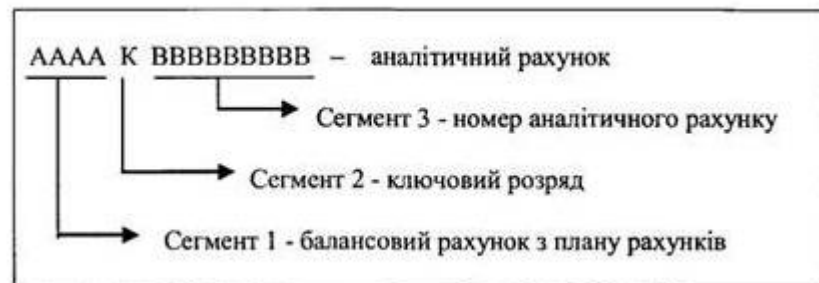 АААА К ВВВВВВВВВ – аналітичний рахунок
Сегмент 3 - номер аналітичного рахунку
Сегмент 2 - ключовий розряд
Сегмент 1 - балансовий рахунок з плану рахунків